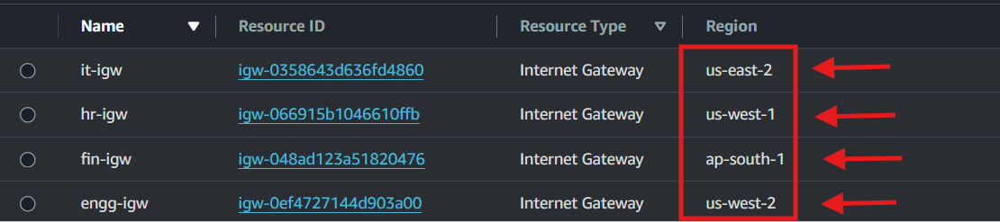 Name Resource ID Resource Type Region
it-igw igw-0358643d636fd4860 Internet Gateway us-east-2
hr-igw igw-066915b1046610ffb Internet Gateway us-west-1
fin-igw igw-048ad123a51820476 Internet Gateway ap-south-1
engg-igw igw-0ef4727144d903a00 Internet Gateway us-west-2